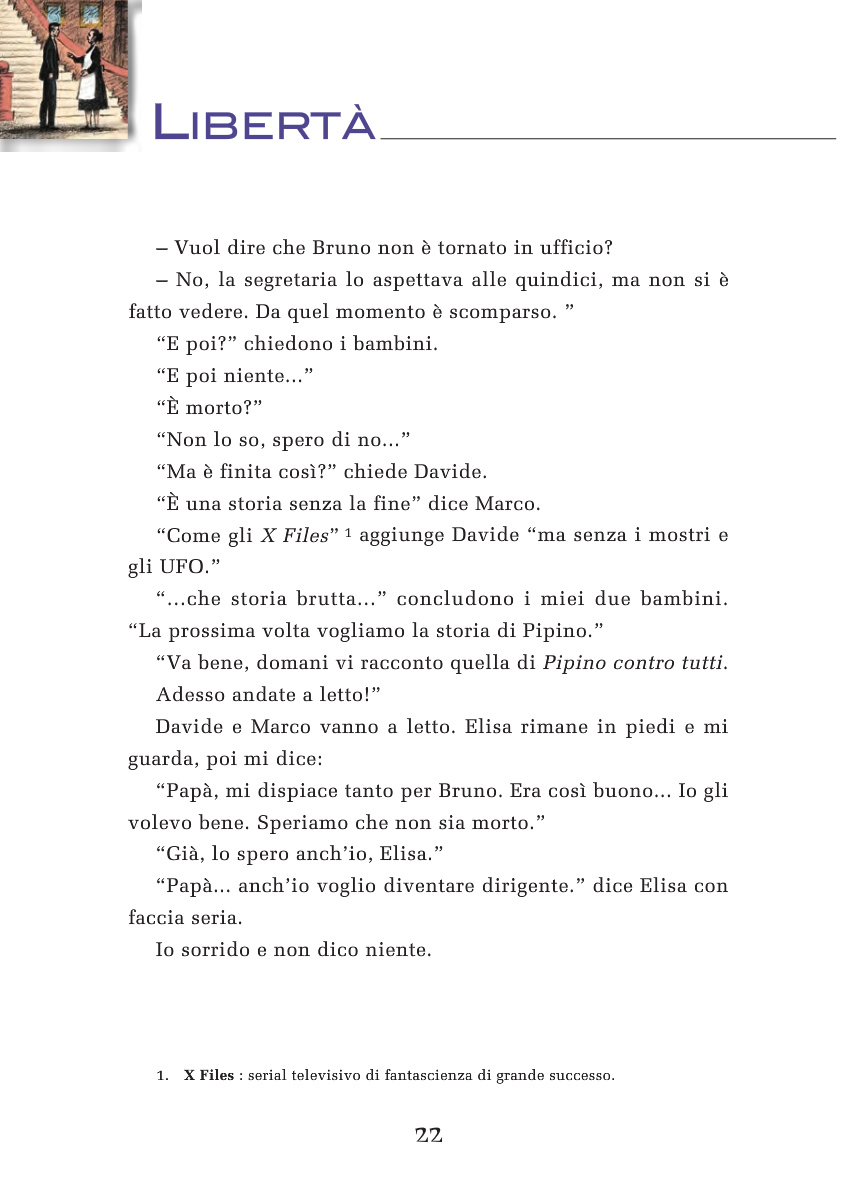 LIBERTÀ
– Vuol dire che Bruno non è tornato in ufficio?
– No, la segretaria lo aspettava alle quindici, ma non si è
fatto vedere. Da quel momento è scomparso. ”
“E poi?” chiedono i bambini.
“E poi niente...”
“È morto?”
“Non lo so, spero di no...”
“Ma è finita così?” chiede Davide.
“È una storia senza la fine” dice Marco.
“Come gli X Files” ¹ aggiunge Davide “ma senza i mostri e
gli UFO.”
“...che storia brutta...” concludono i miei due bambini.
“La prossima volta vogliamo la storia di Pipino.”
“Va bene, domani vi racconto quella di Pipino contro tutti.
Adesso andate a letto!”
Davide e Marco vanno a letto. Elisa rimane in piedi e mi
guarda, poi mi dice:
“Papà, mi dispiace tanto per Bruno. Era così buono... Io gli
volevo bene. Speriamo che non sia morto.”
“Già, lo spero anch’io, Elisa.”
“Papà... anch’io voglio diventare dirigente.” dice Elisa con
faccia seria.
Io sorrido e non dico niente.
1. X Files : serial televisivo di fantascienza di grande successo.
22